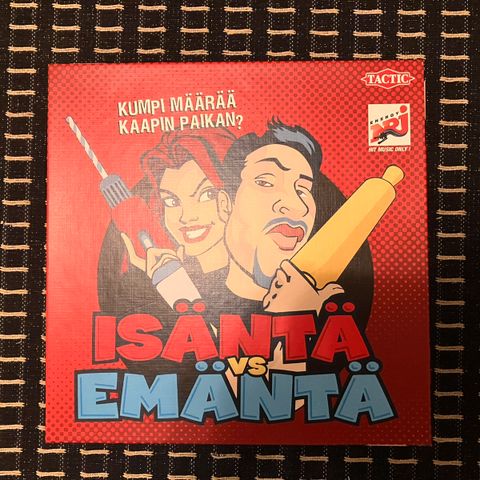 TACTIC
KUMPI MÄÄRÄÄ
KAAPIN PAIKAN?
ENERGY
NRJ
HIT MUSIC ONLY!
ISÄNTÄ
VS
EMÄNTÄ